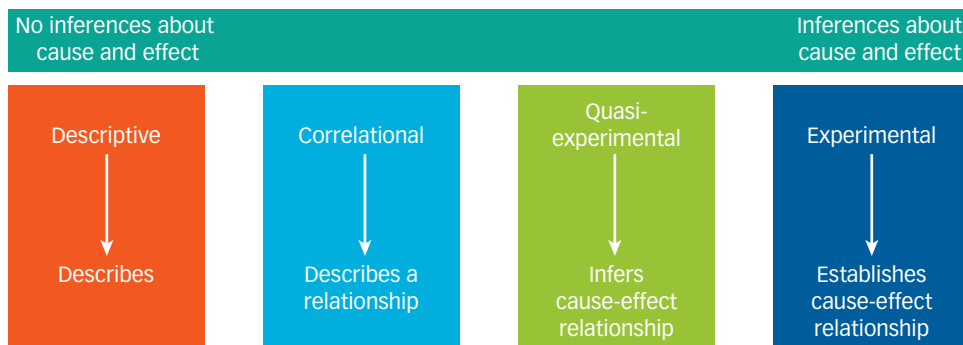 No inferences about
cause and effect
Inferences about
cause and effect
Descriptive
Describes
Correlational
Describes a
relationship
Quasi-
experimental
Infers
cause-effect
relationship
Experimental
Establishes
cause-effect
relationship